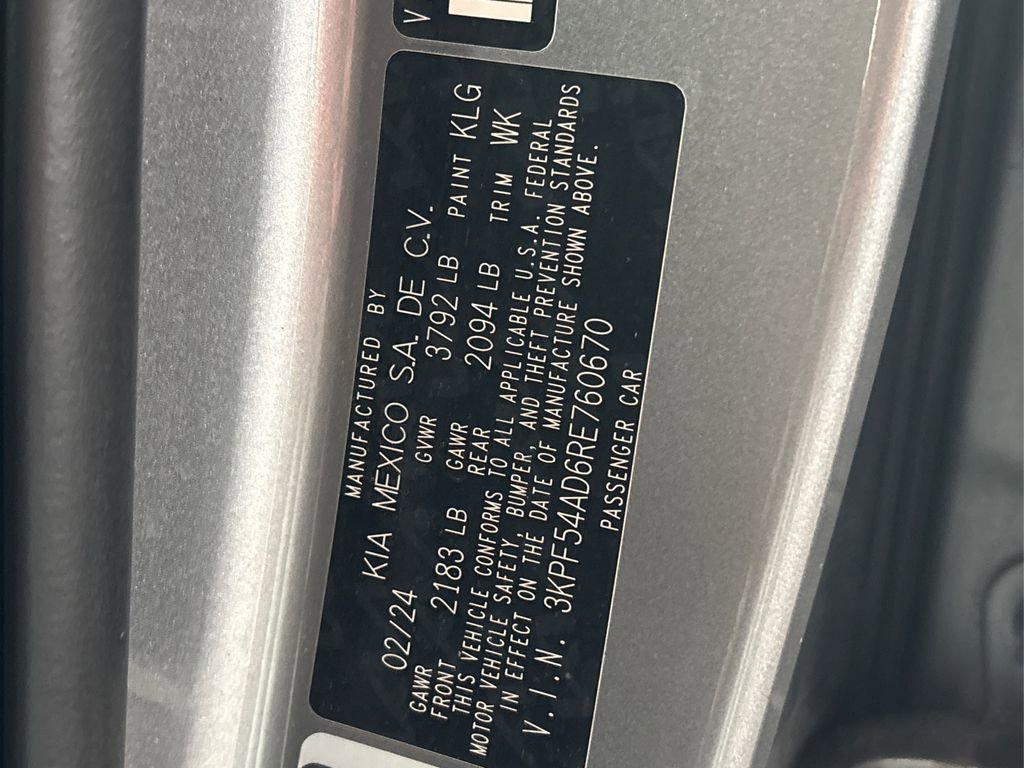 V
MANUFACTURED BY
02/24 KIA MEXICO S.A. DE C.V.
GAWR FRONT 2183 LB GVWR 3792 LB PAINT KLG
GAWR REAR 2094 LB TRIM WK
THIS VEHICLE CONFORMS TO ALL APPLICABLE U.S.A. FEDERAL
MOTOR VEHICLE SAFETY, BUMPER, AND THEFT PREVENTION STANDARDS
IN EFFECT ON THE DATE OF MANUFACTURE SHOWN ABOVE.
V.I.N. 3KPF54AD6RE760670
PASSENGER CAR